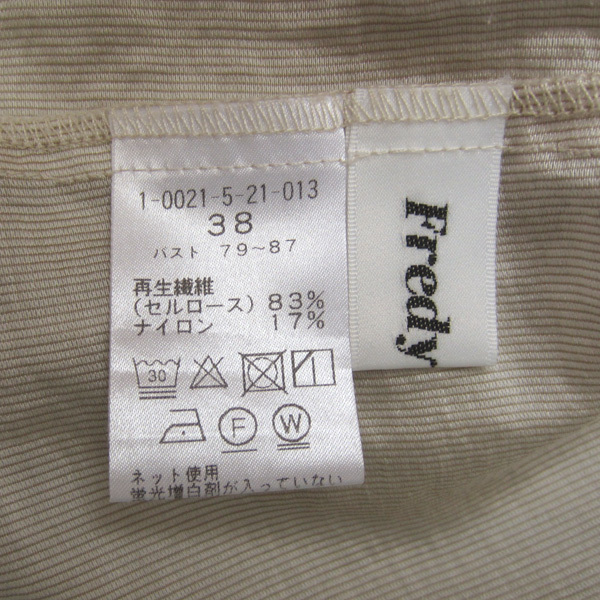 1-0021-5-21-013
38
バスト 79~87
再生繊維
(セルロース) 83%
ナイロン 17%
30
F W
ネット使用
蛍光増白剤が入っていない
Fredy